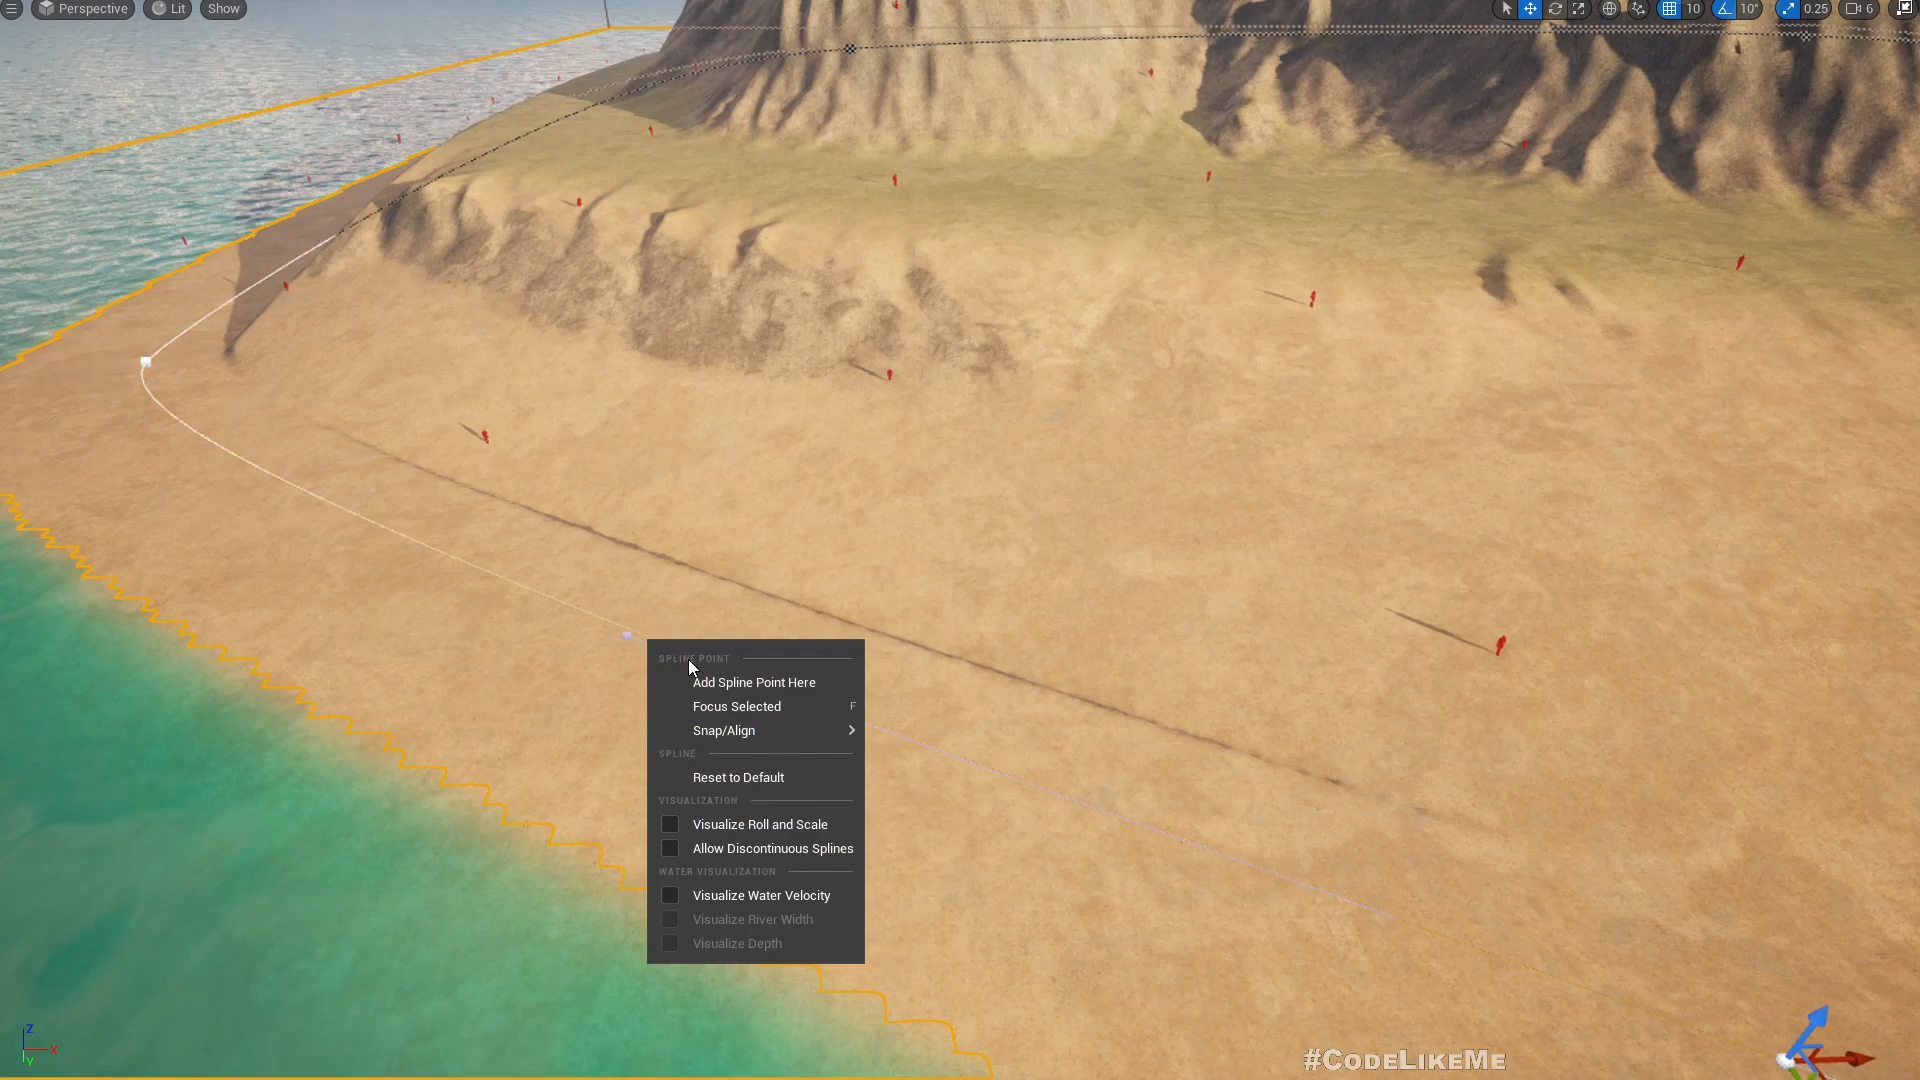 Perspective
Lit
Show
10
10°
0.25
6
SPLINE POINT
Add Spline Point Here
Focus Selected F
Snap/Align
SPLINE
Reset to Default
VISUALIZATION
Visualize Roll and Scale
Allow Discontinuous Splines
WATER VISUALIZATION
Visualize Water Velocity
Visualize River Width
Visualize Depth
Z
X
Y
#CodeLikeMe